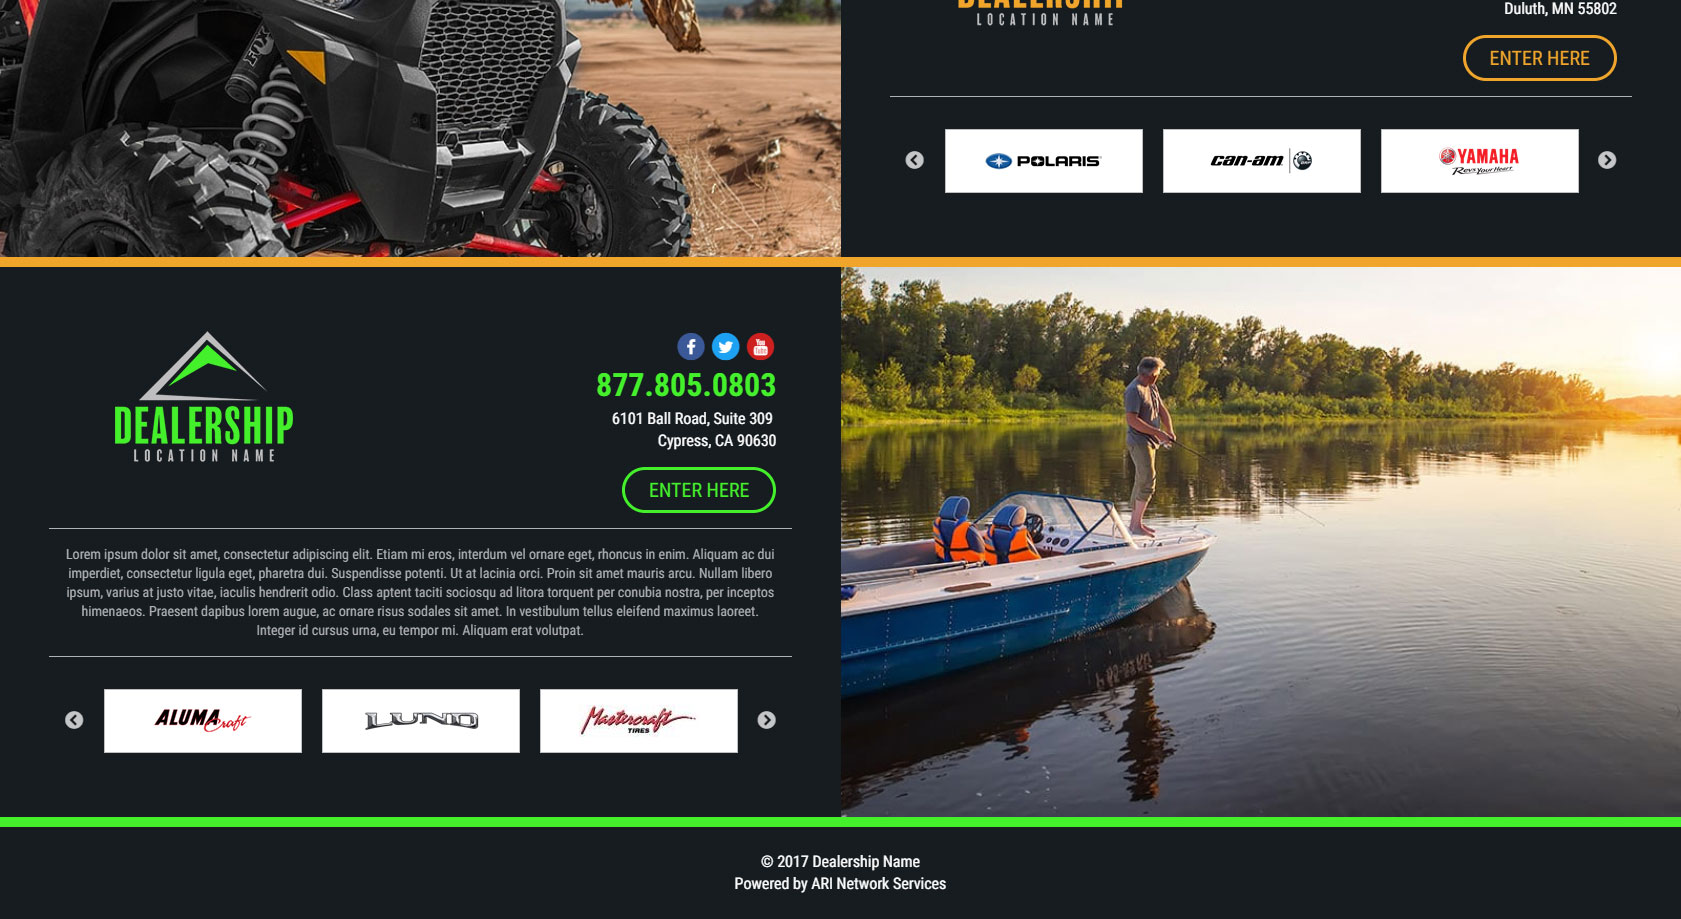 FOX
DEALERSHIP
LOCATION NAME
Duluth, MN 55802
ENTER HERE
POLARIS
can-am
YAMAHA
Revs Your Heart
DEALERSHIP
LOCATION NAME
f
You
Tube
877.805.0803
6101 Ball Road, Suite 309
Cypress, CA 90630
ENTER HERE
Lorem ipsum dolor sit amet, consectetur adipiscing elit. Etiam mi eros, interdum vel ornare eget, rhoncus in enim. Aliquam ac dui
imperdiet, consectetur ligula eget, pharetra dui. Suspendisse potenti. Ut at lacinia orci. Proin sit amet mauris arcu. Nullam libero
ipsum, varius at justo vitae, iaculis hendrerit odio. Class aptent taciti sociosqu ad litora torquent per conubia nostra, per inceptos
himenaeos. Praesent dapibus lorem augue, ac ornare risus sodales sit amet. In vestibulum tellus eleifend maximus laoreet.
Integer id cursus urna, eu tempor mi. Aliquam erat volutpat.
ALUMA Craft
LUND
Mastercraft
TIRES
© 2017 Dealership Name
Powered by ARI Network Services